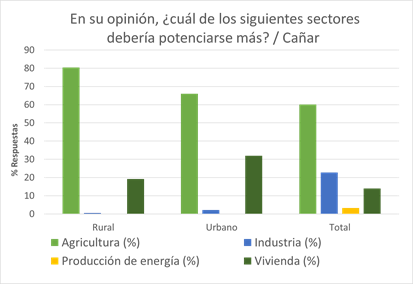 En su opinión, ¿cuál de los siguientes sectores
debería potenciarse más? / Cañar
% Respuestas
90
80
70
60
50
40
30
20
10
0
Rural Urbano Total
Agricultura (%) Industria (%)
Producción de energía (%) Vivienda (%)